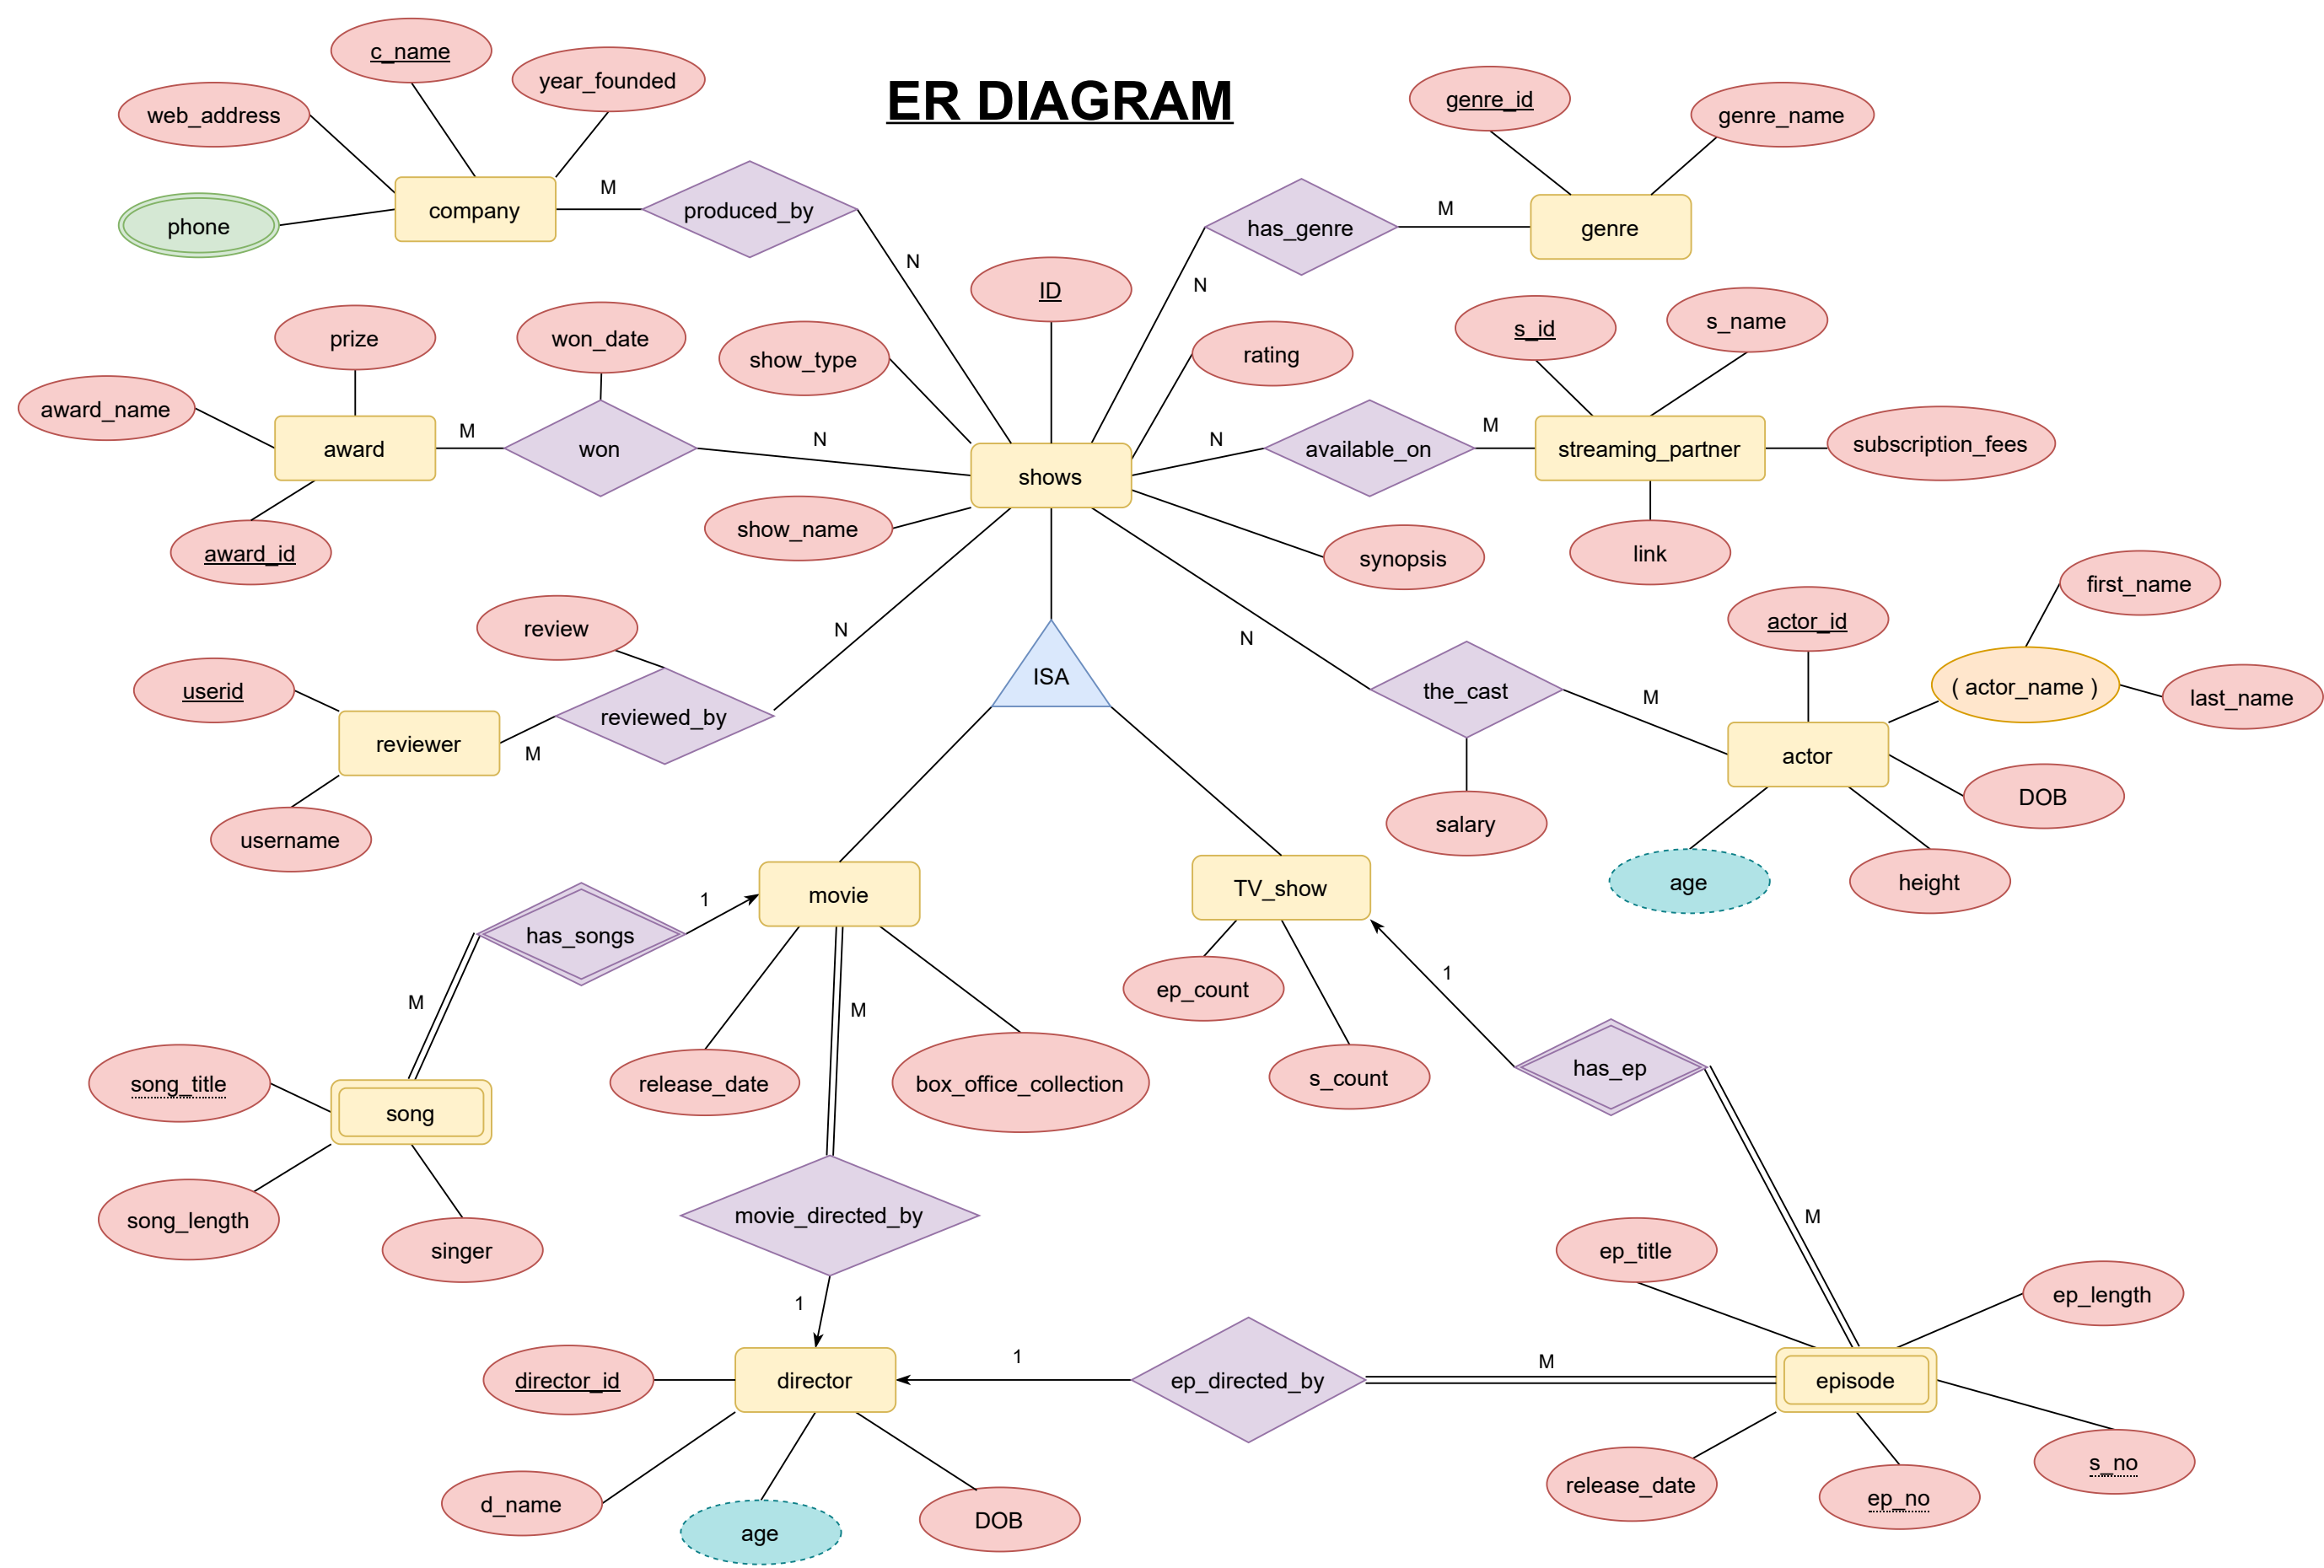 c_name
year_founded
web_address
phone
company
M
produced_by
N
ER DIAGRAM
genre_id
genre_name
M
has_genre
genre
N
ID
prize
won_date
show_type
rating
s_id
s_name
award_name
award
M
won
N
shows
N
available_on
M
streaming_partner
subscription_fees
show_name
synopsis
link
award_id
review
N
ISA
N
the_cast
M
actor_id
first_name
( actor_name )
last_name
userid
reviewer
M
reviewed_by
username
salary
actor
DOB
age
height
has_songs
1
movie
TV_show
M
M
ep_count
1
s_count
has_ep
song_title
song
release_date
box_office_collection
song_length
singer
movie_directed_by
M
ep_title
ep_length
1
director_id
director
1
ep_directed_by
M
episode
d_name
age
DOB
release_date
ep_no
s_no